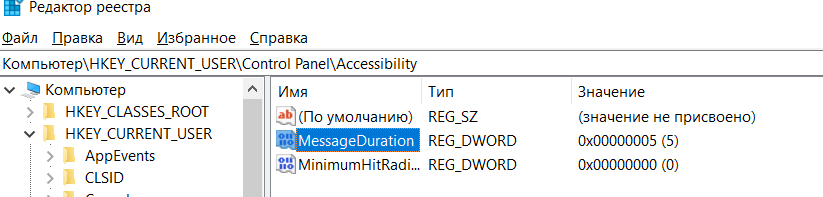 Редактор реестра
Файл Правка Вид Избранное Справка
Компьютер\HKEY_CURRENT_USER\Control Panel\Accessibility
Компьютер
HKEY_CLASSES_ROOT
HKEY_CURRENT_USER
AppEvents
CLSID
Имя Тип Значение
(По умолчанию) REG_SZ (значение не присвоено)
MessageDuration REG_DWORD 0x00000005 (5)
MinimumHitRadi... REG_DWORD 0x00000000 (0)